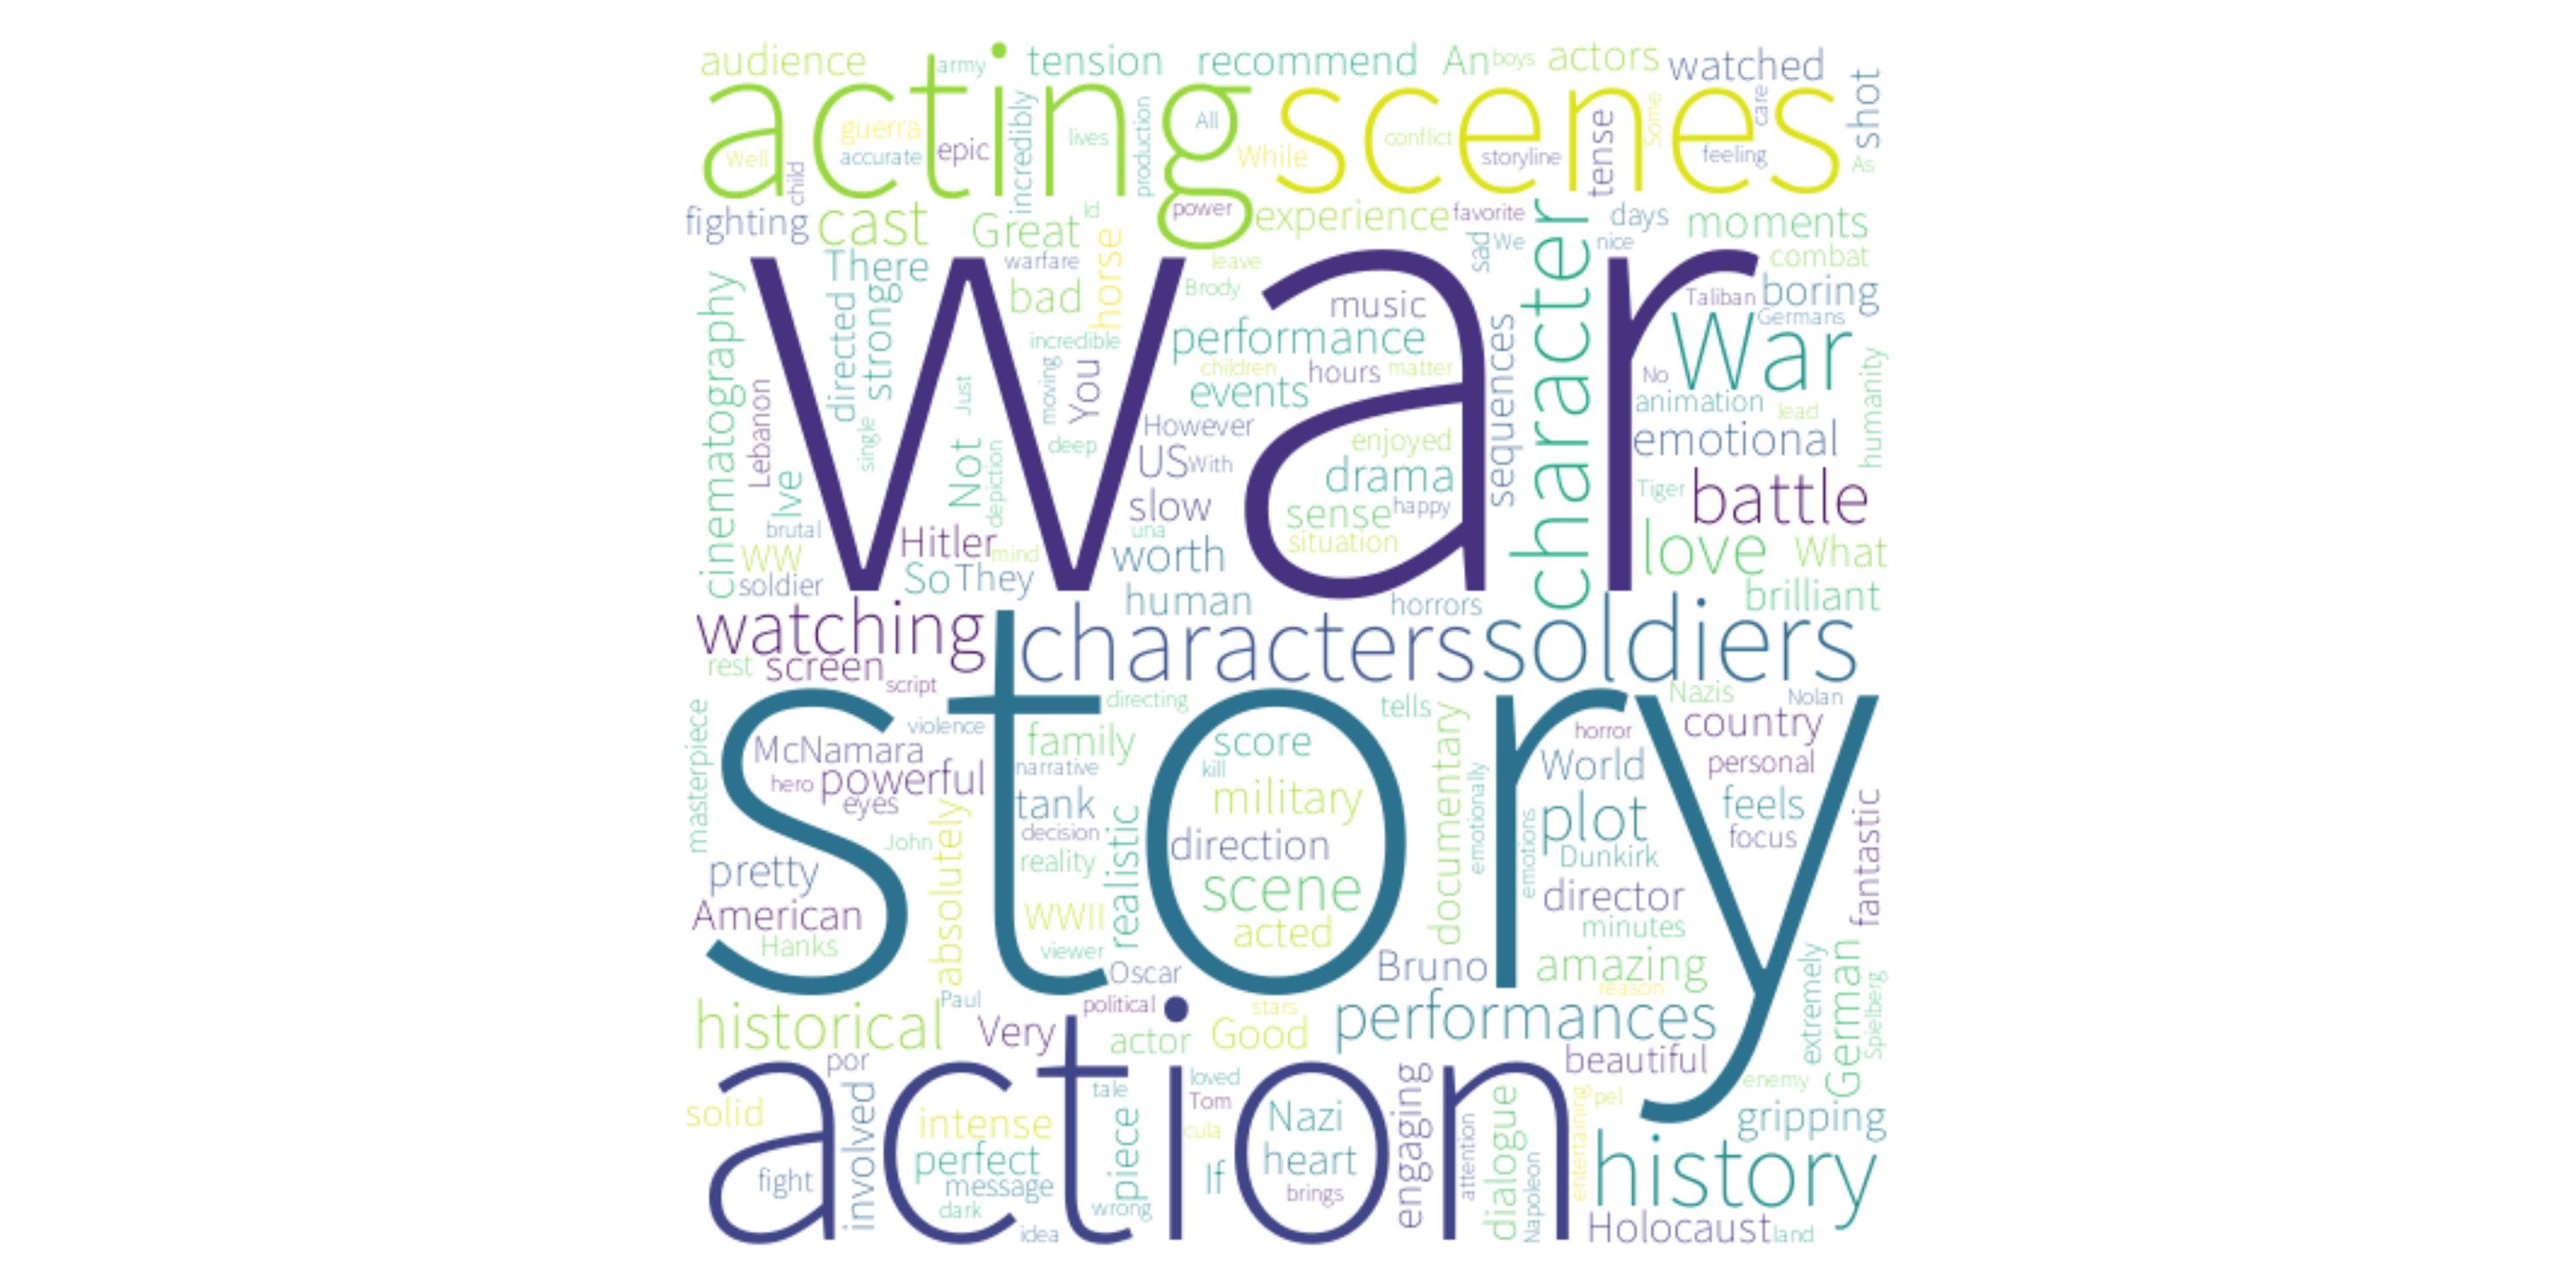 audience
army
tension
recommend
An
boys
actors
watched
shot
acting
scenes
guerra
Well
accurate
epic
child
incredibly
lives
production
All
While
conflict
storyline
tense
Some
feeling
care
As
fighting
cast
Great
Id
power
experience
favorite
days
moments
horse
sad
We
nice
combat
There
warfare
leave
war
character
cinematography
directed
strong
bad
Brody
music
Taliban
boring
Germans
incredible
performance
War
children
hours
matter
sequences
No
humanity
Lebanon
single
Just
moving
You
events
animation
lead
However
enjoyed
emotional
Ive
Not
depiction
deep
US
With
drama
Tiger
battle
slow
sense
happy
brutal
Hitler
una
situation
love
What
WW
mind
worth
soldier
So
They
human
horrors
brilliant
watching
characters
soldiers
rest
screen
script
story
masterpiece
directing
tells
Nazis
Nolan
violence
McNamara
family
score
documentary
horror
country
hero
powerful
narrative
kill
World
personal
eyes
tank
military
emotionally
feels
decision
plot
focus
fantastic
John
absolutely
reality
realistic
direction
emotions
Dunkirk
pretty
scene
director
American
WWII
acted
minutes
Hanks
viewer
Oscar
Bruno
amazing
reason
extremely
German
Spielberg
historical
Paul
political
stars
performances
Very
actor
Good
por
beautiful
action
involved
tale
loved
engaging
enemy
solid
intense
piece
Tom
Nazi
dialogue
entertaining
pel
gripping
cula
fight
perfect
If
heart
attention
history
message
brings
Napoleon
dark
wrong
idea
Holocaust
land